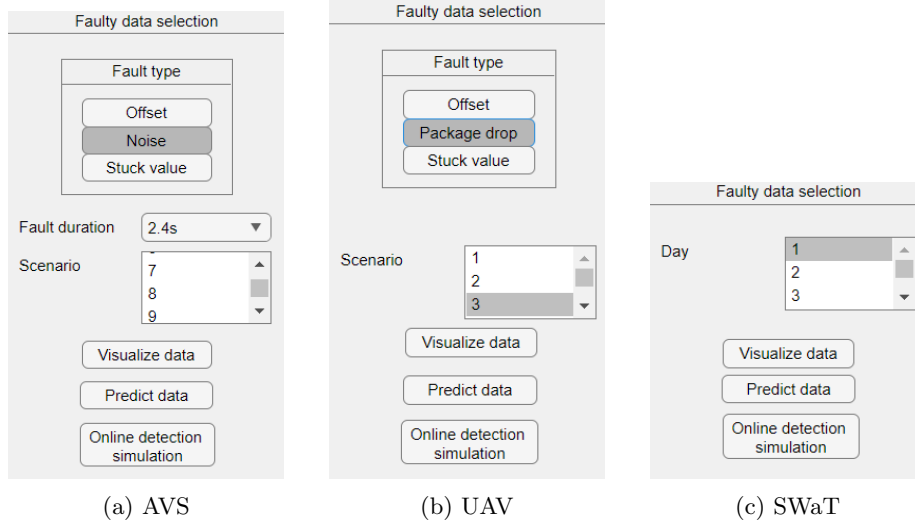 Faulty data selection
Fault type
Offset
Noise
Stuck value
Fault duration
2.4s
Scenario
7
8
9
Visualize data
Predict data
Online detection
simulation
(a) AVS
Faulty data selection
Fault type
Offset
Package drop
Stuck value
Scenario
1
2
3
Visualize data
Predict data
Online detection
simulation
(b) UAV
Faulty data selection
Day
1
2
3
Visualize data
Predict data
Online detection
simulation
(c) SWaT